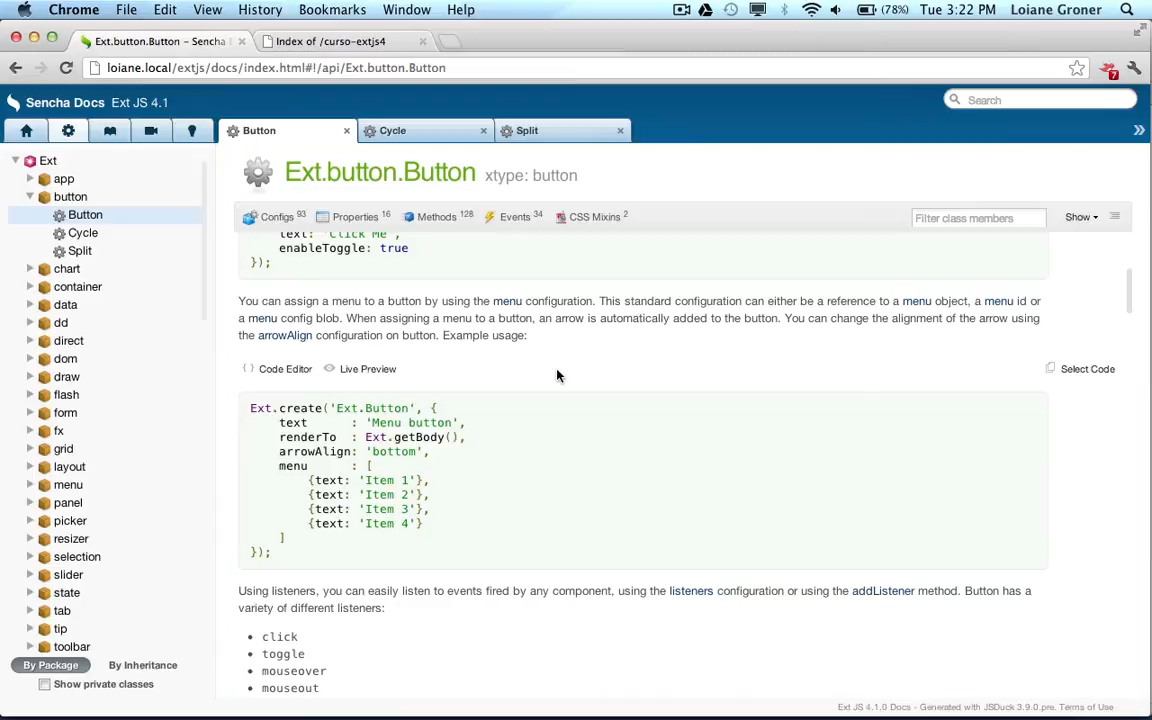 Chrome File Edit View History Bookmarks Window Help (78%) Tue 3:22 PM Loiane Groner
Ext.button.Button – Sencha D Index of /curso-extjs4
loiane.local/extjs/docs/index.html#!/api/Ext.button.Button 7
Sencha Docs Ext JS 4.1 Search
Button Cycle Split
Ext
app
button
Button
Cycle
Split
chart
container
data
dd
direct
dom
draw
flash
form
fx
grid
layout
menu
panel
picker
resizer
selection
slider
state
tab
tip
toolbar
By Package By Inheritance
Show private classes
Ext.button.Button xtype: button
Configs 93 Properties 16 Methods 128 Events 34 CSS Mixins 2 Filter class members Show
text: 'Click Me',
enableToggle: true
});
You can assign a menu to a button by using the menu configuration. This standard configuration can either be a reference to a menu object, a menu id or
a menu config blob. When assigning a menu to a button, an arrow is automatically added to the button. You can change the alignment of the arrow using
the arrowAlign configuration on button. Example usage:
{ } Code Editor Live Preview Select Code
Ext.create('Ext.Button', {
text : 'Menu button',
renderTo : Ext.getBody(),
arrowAlign: 'bottom',
menu : [
{text: 'Item 1'},
{text: 'Item 2'},
{text: 'Item 3'},
{text: 'Item 4'}
]
});
Using listeners, you can easily listen to events fired by any component, using the listeners configuration or using the addListener method. Button has a
variety of different listeners:
• click
• toggle
• mouseover
• mouseout
Ext JS 4.1.0 Docs - Generated with JSDuck 3.9.0.pre. Terms of Use